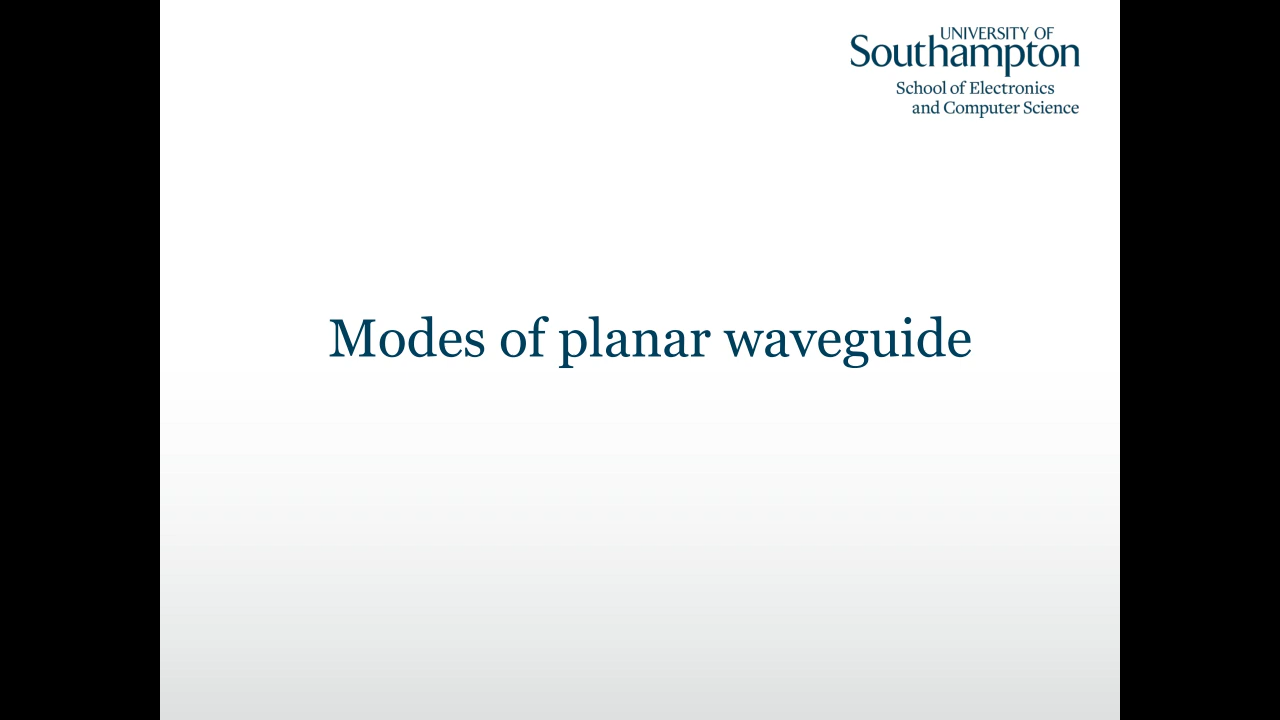 UNIVERSITY OF
Southampton
School of Electronics
and Computer Science
Modes of planar waveguide